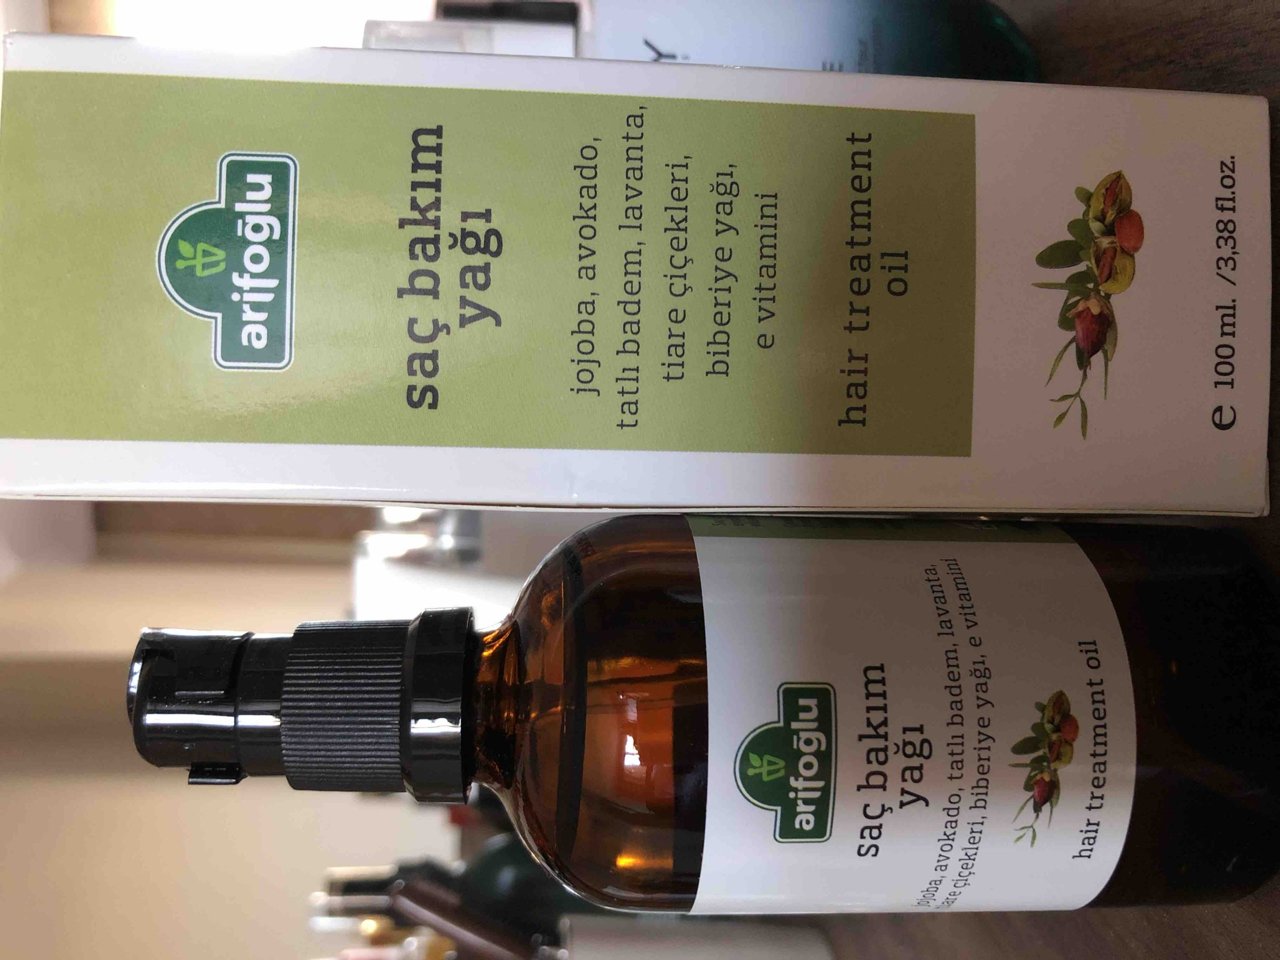 arifoğlu
saç bakım
yağı
jojoba, avokado,
tatlı badem, lavanta,
tiare çiçekleri,
biberiye yağı,
e vitamini
hair treatment
oil
e 100 ml. /3,38 fl.oz.
arifoğlu
saç bakım
yağı
jojoba, avokado, tatlı badem, lavanta,
tiare çiçekleri, biberiye yağı, e vitamini
hair treatment oil
Y
E